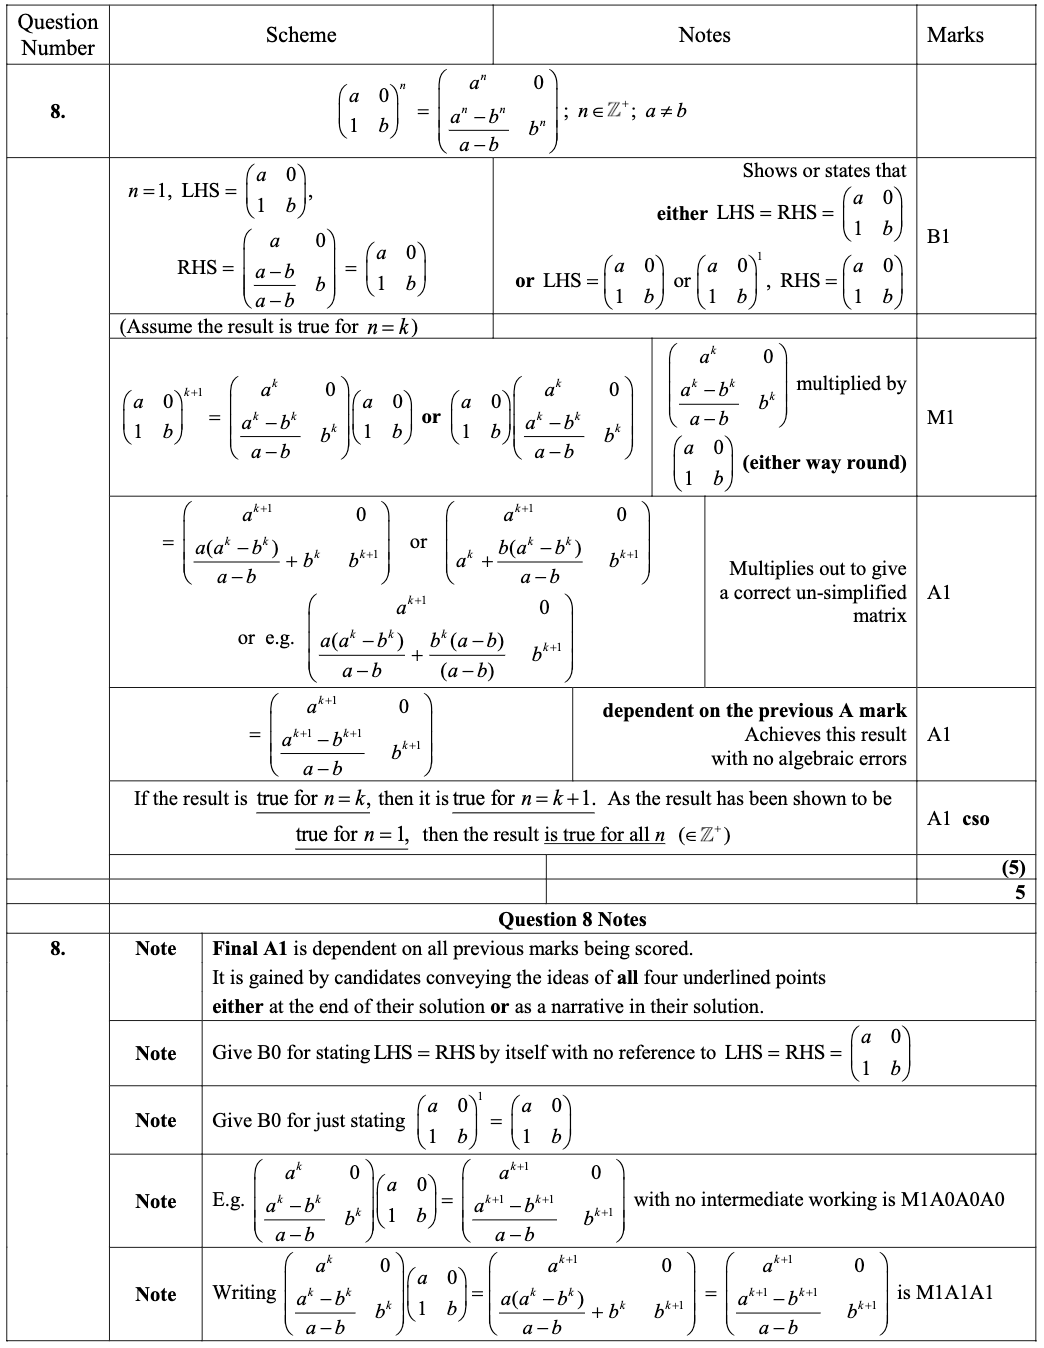 Question Number | Scheme | Notes | Marks
8. | \begin{pmatrix} a & 0 \\ 1 & b \end{pmatrix}^n = \begin{pmatrix} a^n & 0 \\ \frac{a^n - b^n}{a-b} & b^n \end{pmatrix}; n ∈ ℤ⁺; a ≠ b
n = 1, LHS = \begin{pmatrix} a & 0 \\ 1 & b \end{pmatrix},
RHS = \begin{pmatrix} a & 0 \\ \frac{a-b}{a-b} & b \end{pmatrix} = \begin{pmatrix} a & 0 \\ 1 & b \end{pmatrix}
Shows or states that
either LHS = RHS = \begin{pmatrix} a & 0 \\ 1 & b \end{pmatrix}
or LHS = \begin{pmatrix} a & 0 \\ 1 & b \end{pmatrix} or \begin{pmatrix} a & 0 \\ 1 & b \end{pmatrix}^1, RHS = \begin{pmatrix} a & 0 \\ 1 & b \end{pmatrix}
B1
(Assume the result is true for n = k)
\begin{pmatrix} a & 0 \\ 1 & b \end{pmatrix}^{k+1} = \begin{pmatrix} a^k & 0 \\ \frac{a^k - b^k}{a-b} & b^k \end{pmatrix}\begin{pmatrix} a & 0 \\ 1 & b \end{pmatrix} or \begin{pmatrix} a & 0 \\ 1 & b \end{pmatrix}\begin{pmatrix} a^k & 0 \\ \frac{a^k - b^k}{a-b} & b^k \end{pmatrix}
\begin{pmatrix} a^k & 0 \\ \frac{a^k - b^k}{a-b} & b^k \end{pmatrix} multiplied by
\begin{pmatrix} a & 0 \\ 1 & b \end{pmatrix} (either way round)
M1
= \begin{pmatrix} a^{k+1} & 0 \\ \frac{a(a^k - b^k)}{a-b} + b^k & b^{k+1} \end{pmatrix} or \begin{pmatrix} a^{k+1} & 0 \\ a^k + \frac{b(a^k - b^k)}{a-b} & b^{k+1} \end{pmatrix}
or e.g. \begin{pmatrix} a^{k+1} & 0 \\ \frac{a(a^k - b^k)}{a-b} + \frac{b^k(a-b)}{(a-b)} & b^{k+1} \end{pmatrix}
Multiplies out to give
a correct un-simplified
matrix
A1
= \begin{pmatrix} a^{k+1} & 0 \\ \frac{a^{k+1} - b^{k+1}}{a-b} & b^{k+1} \end{pmatrix}
dependent on the previous A mark
Achieves this result
with no algebraic errors
A1
If the result is true for n = k, then it is true for n = k+1. As the result has been shown to be
true for n = 1, then the result is true for all n (∈ ℤ⁺)
A1 cso
(5)
5
Question 8 Notes
8. | Note | Final A1 is dependent on all previous marks being scored.
It is gained by candidates conveying the ideas of all four underlined points
either at the end of their solution or as a narrative in their solution.
Note | Give B0 for stating LHS = RHS by itself with no reference to LHS = RHS = \begin{pmatrix} a & 0 \\ 1 & b \end{pmatrix}
Note | Give B0 for just stating \begin{pmatrix} a & 0 \\ 1 & b \end{pmatrix}^1 = \begin{pmatrix} a & 0 \\ 1 & b \end{pmatrix}
Note | E.g. \begin{pmatrix} a^k & 0 \\ \frac{a^k - b^k}{a-b} & b^k \end{pmatrix}\begin{pmatrix} a & 0 \\ 1 & b \end{pmatrix} = \begin{pmatrix} a^{k+1} & 0 \\ \frac{a^{k+1} - b^{k+1}}{a-b} & b^{k+1} \end{pmatrix} with no intermediate working is M1A0A0A0
Note | Writing \begin{pmatrix} a^k & 0 \\ \frac{a^k - b^k}{a-b} & b^k \end{pmatrix}\begin{pmatrix} a & 0 \\ 1 & b \end{pmatrix} = \begin{pmatrix} a^{k+1} & 0 \\ \frac{a(a^k - b^k)}{a-b} + b^k & b^{k+1} \end{pmatrix} = \begin{pmatrix} a^{k+1} & 0 \\ \frac{a^{k+1} - b^{k+1}}{a-b} & b^{k+1} \end{pmatrix} is M1A1A1